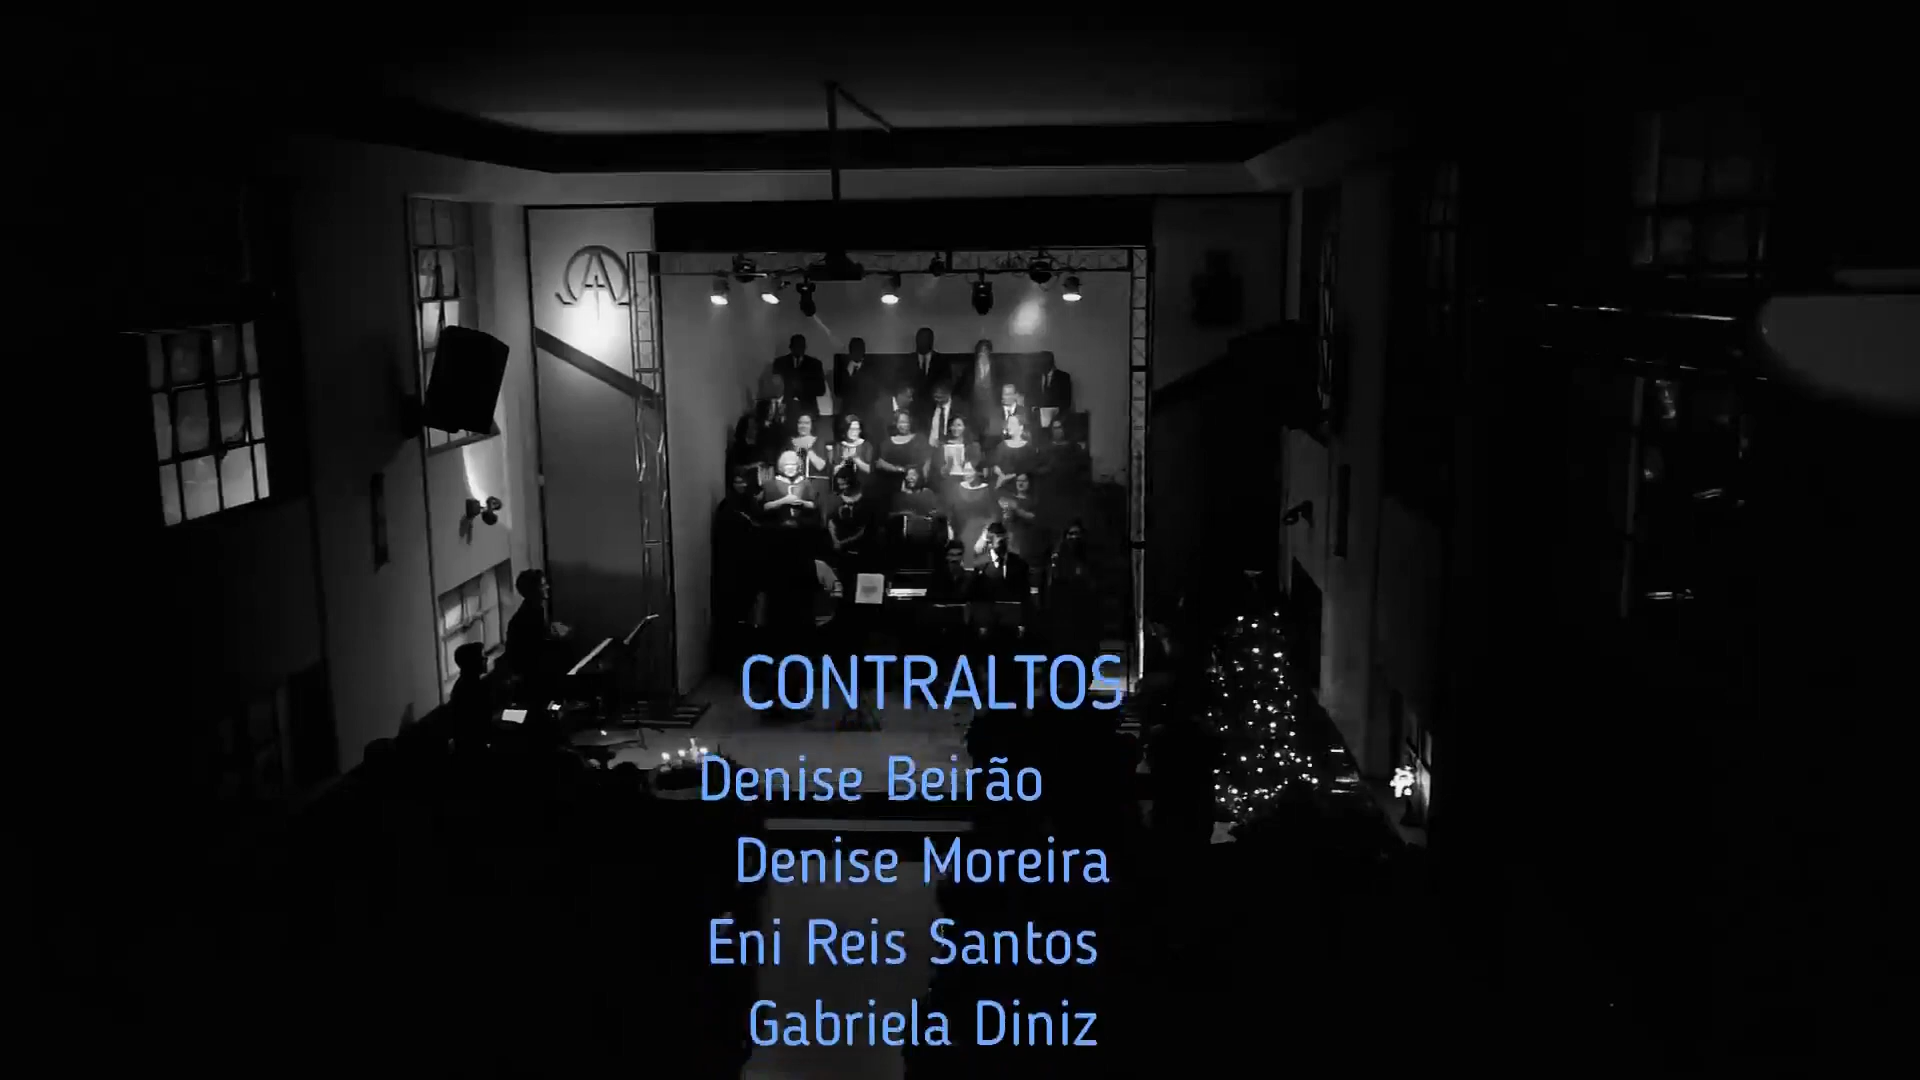 CONTRALTOS
Denise Beirão
Denise Moreira
Eni Reis Santos
Gabriela Diniz